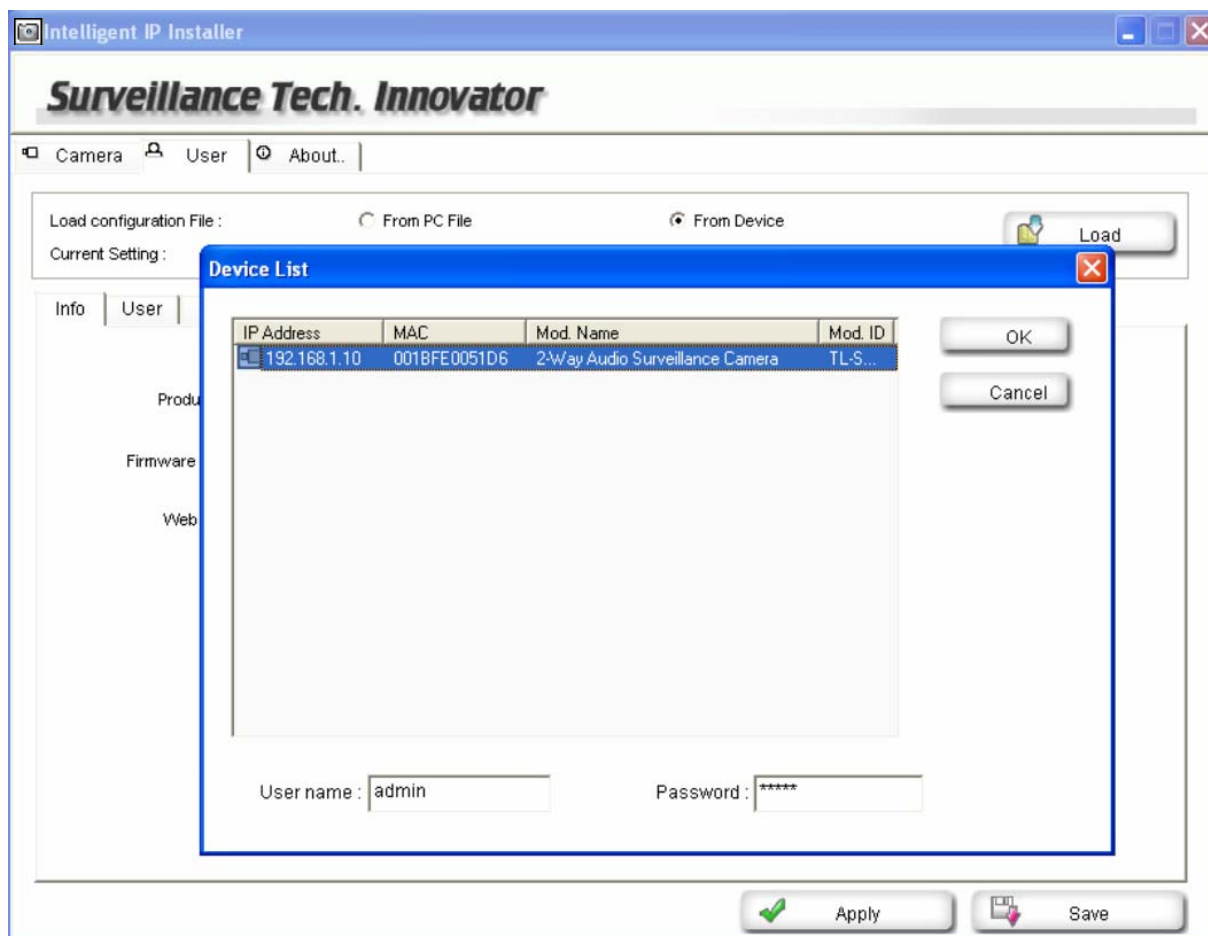 Intelligent IP Installer
Surveillance Tech. Innovator
Camera User About..
Load configuration File : From PC File From Device Load
Current Setting :
Device List
Info User
IP Address MAC Mod. Name Mod. ID
192.168.1.10 001BFE0051D6 2-Way Audio Surveillance Camera TL-S...
OK
Cancel
Produ
Firmware
Web
User name : admin Password : *****
Apply Save